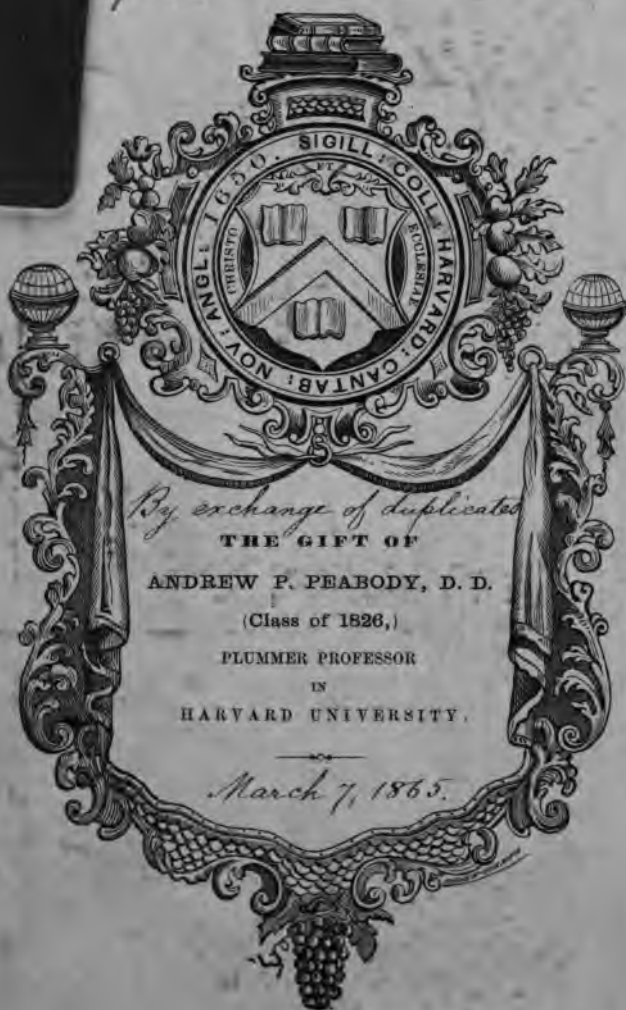 SIGILL: COLL: HARVARD: CANTAB: NOV: ANGL: 1650.
ET
CHRISTO
ECCLESIAE
By exchange of duplicates
THE GIFT OF
ANDREW P. PEABODY, D. D.
(Class of 1826,)
PLUMMER PROFESSOR
IN
HARVARD UNIVERSITY.
March 7, 1865.